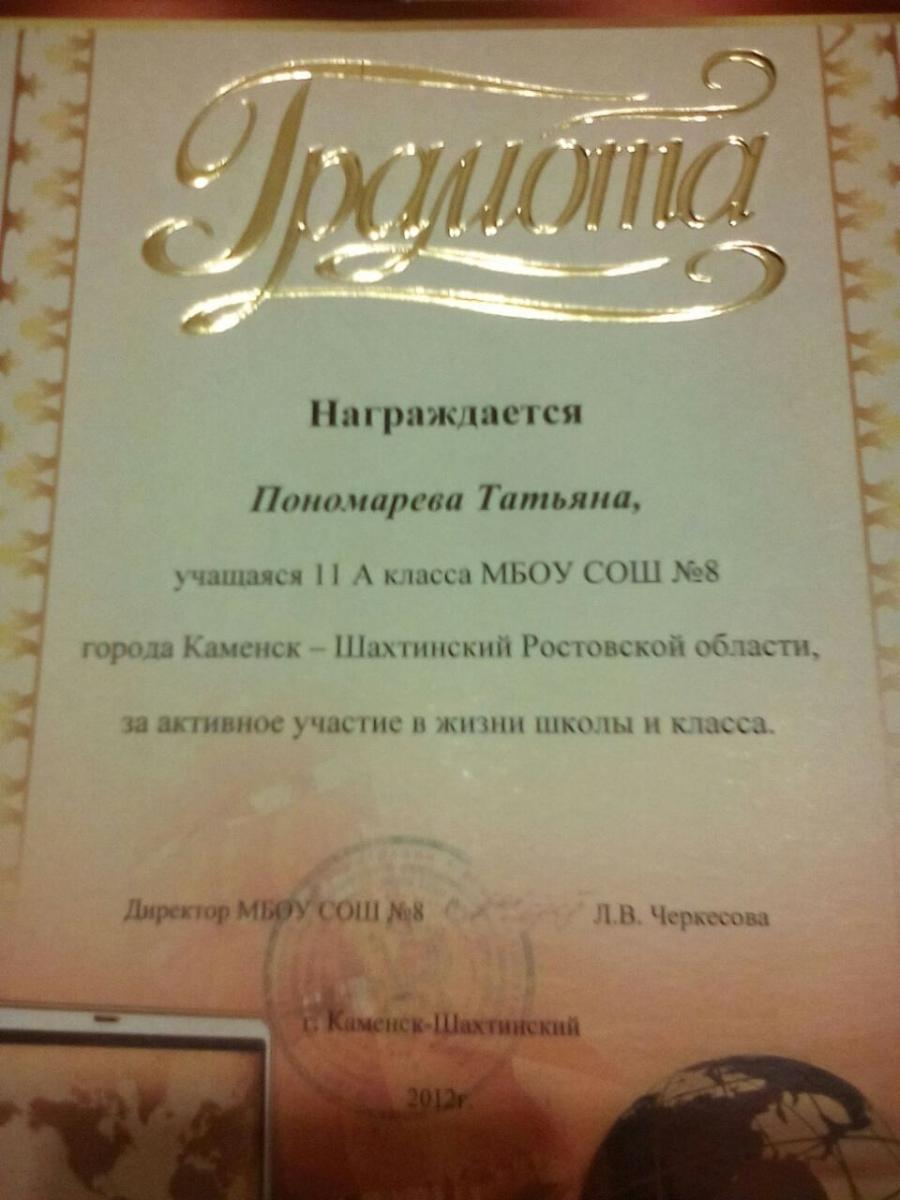 Грамота
Награждается
Пономарева Татьяна,
учащаяся 11 А класса МБОУ СОШ №8
города Каменск – Шахтинский Ростовской области,
за активное участие в жизни школы и класса.
Директор МБОУ СОШ №8 Л.В. Черкесова
г. Каменск-Шахтинский
2012г.